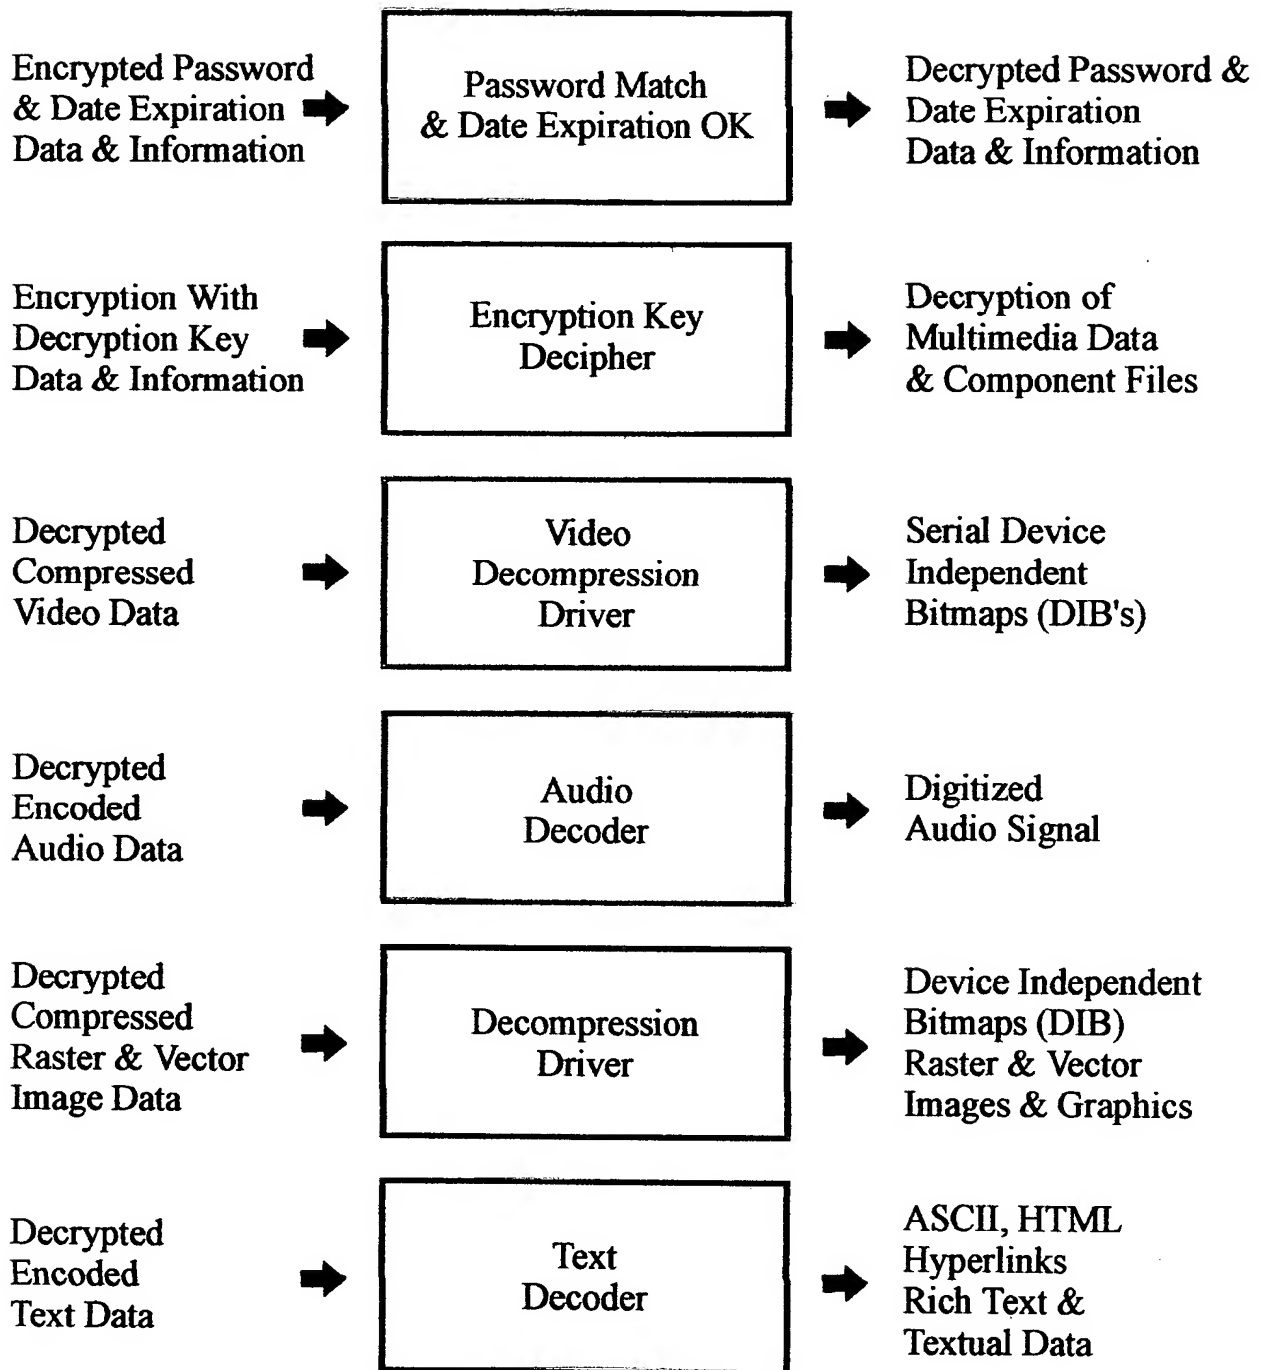 Encrypted Password
& Date Expiration
Data & Information
Password Match
& Date Expiration OK
Decrypted Password &
Date Expiration
Data & Information
Encryption With
Decryption Key
Data & Information
Encryption Key
Decipher
Decryption of
Multimedia Data
& Component Files
Decrypted
Compressed
Video Data
Video
Decompression
Driver
Serial Device
Independent
Bitmaps (DIB's)
Decrypted
Encoded
Audio Data
Audio
Decoder
Digitized
Audio Signal
Decrypted
Compressed
Raster & Vector
Image Data
Decompression
Driver
Device Independent
Bitmaps (DIB)
Raster & Vector
Images & Graphics
Decrypted
Encoded
Text Data
Text
Decoder
ASCII, HTML
Hyperlinks
Rich Text &
Textual Data